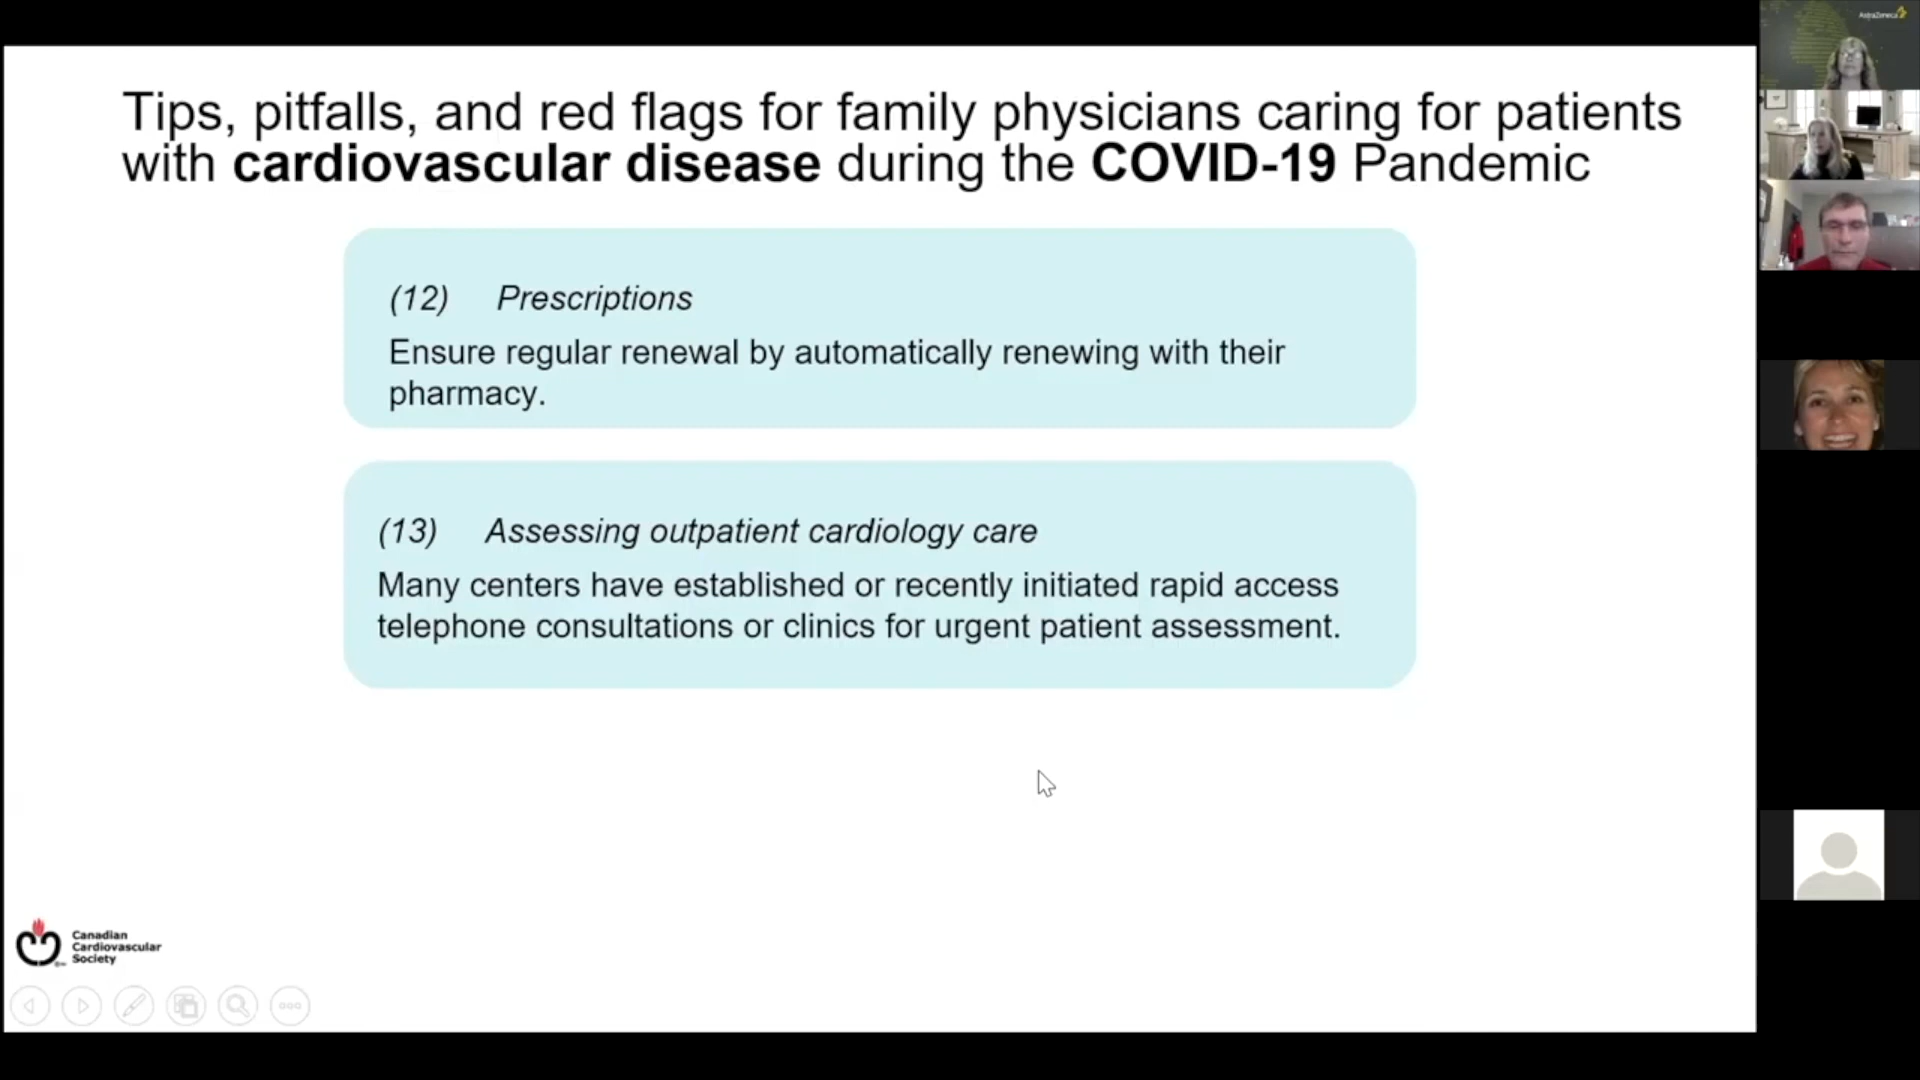 Tips, pitfalls, and red flags for family physicians caring for patients
with cardiovascular disease during the COVID-19 Pandemic
(12) Prescriptions
Ensure regular renewal by automatically renewing with their
pharmacy.
(13) Assessing outpatient cardiology care
Many centers have established or recently initiated rapid access
telephone consultations or clinics for urgent patient assessment.
Canadian
Cardiovascular
Society
AstraZeneca